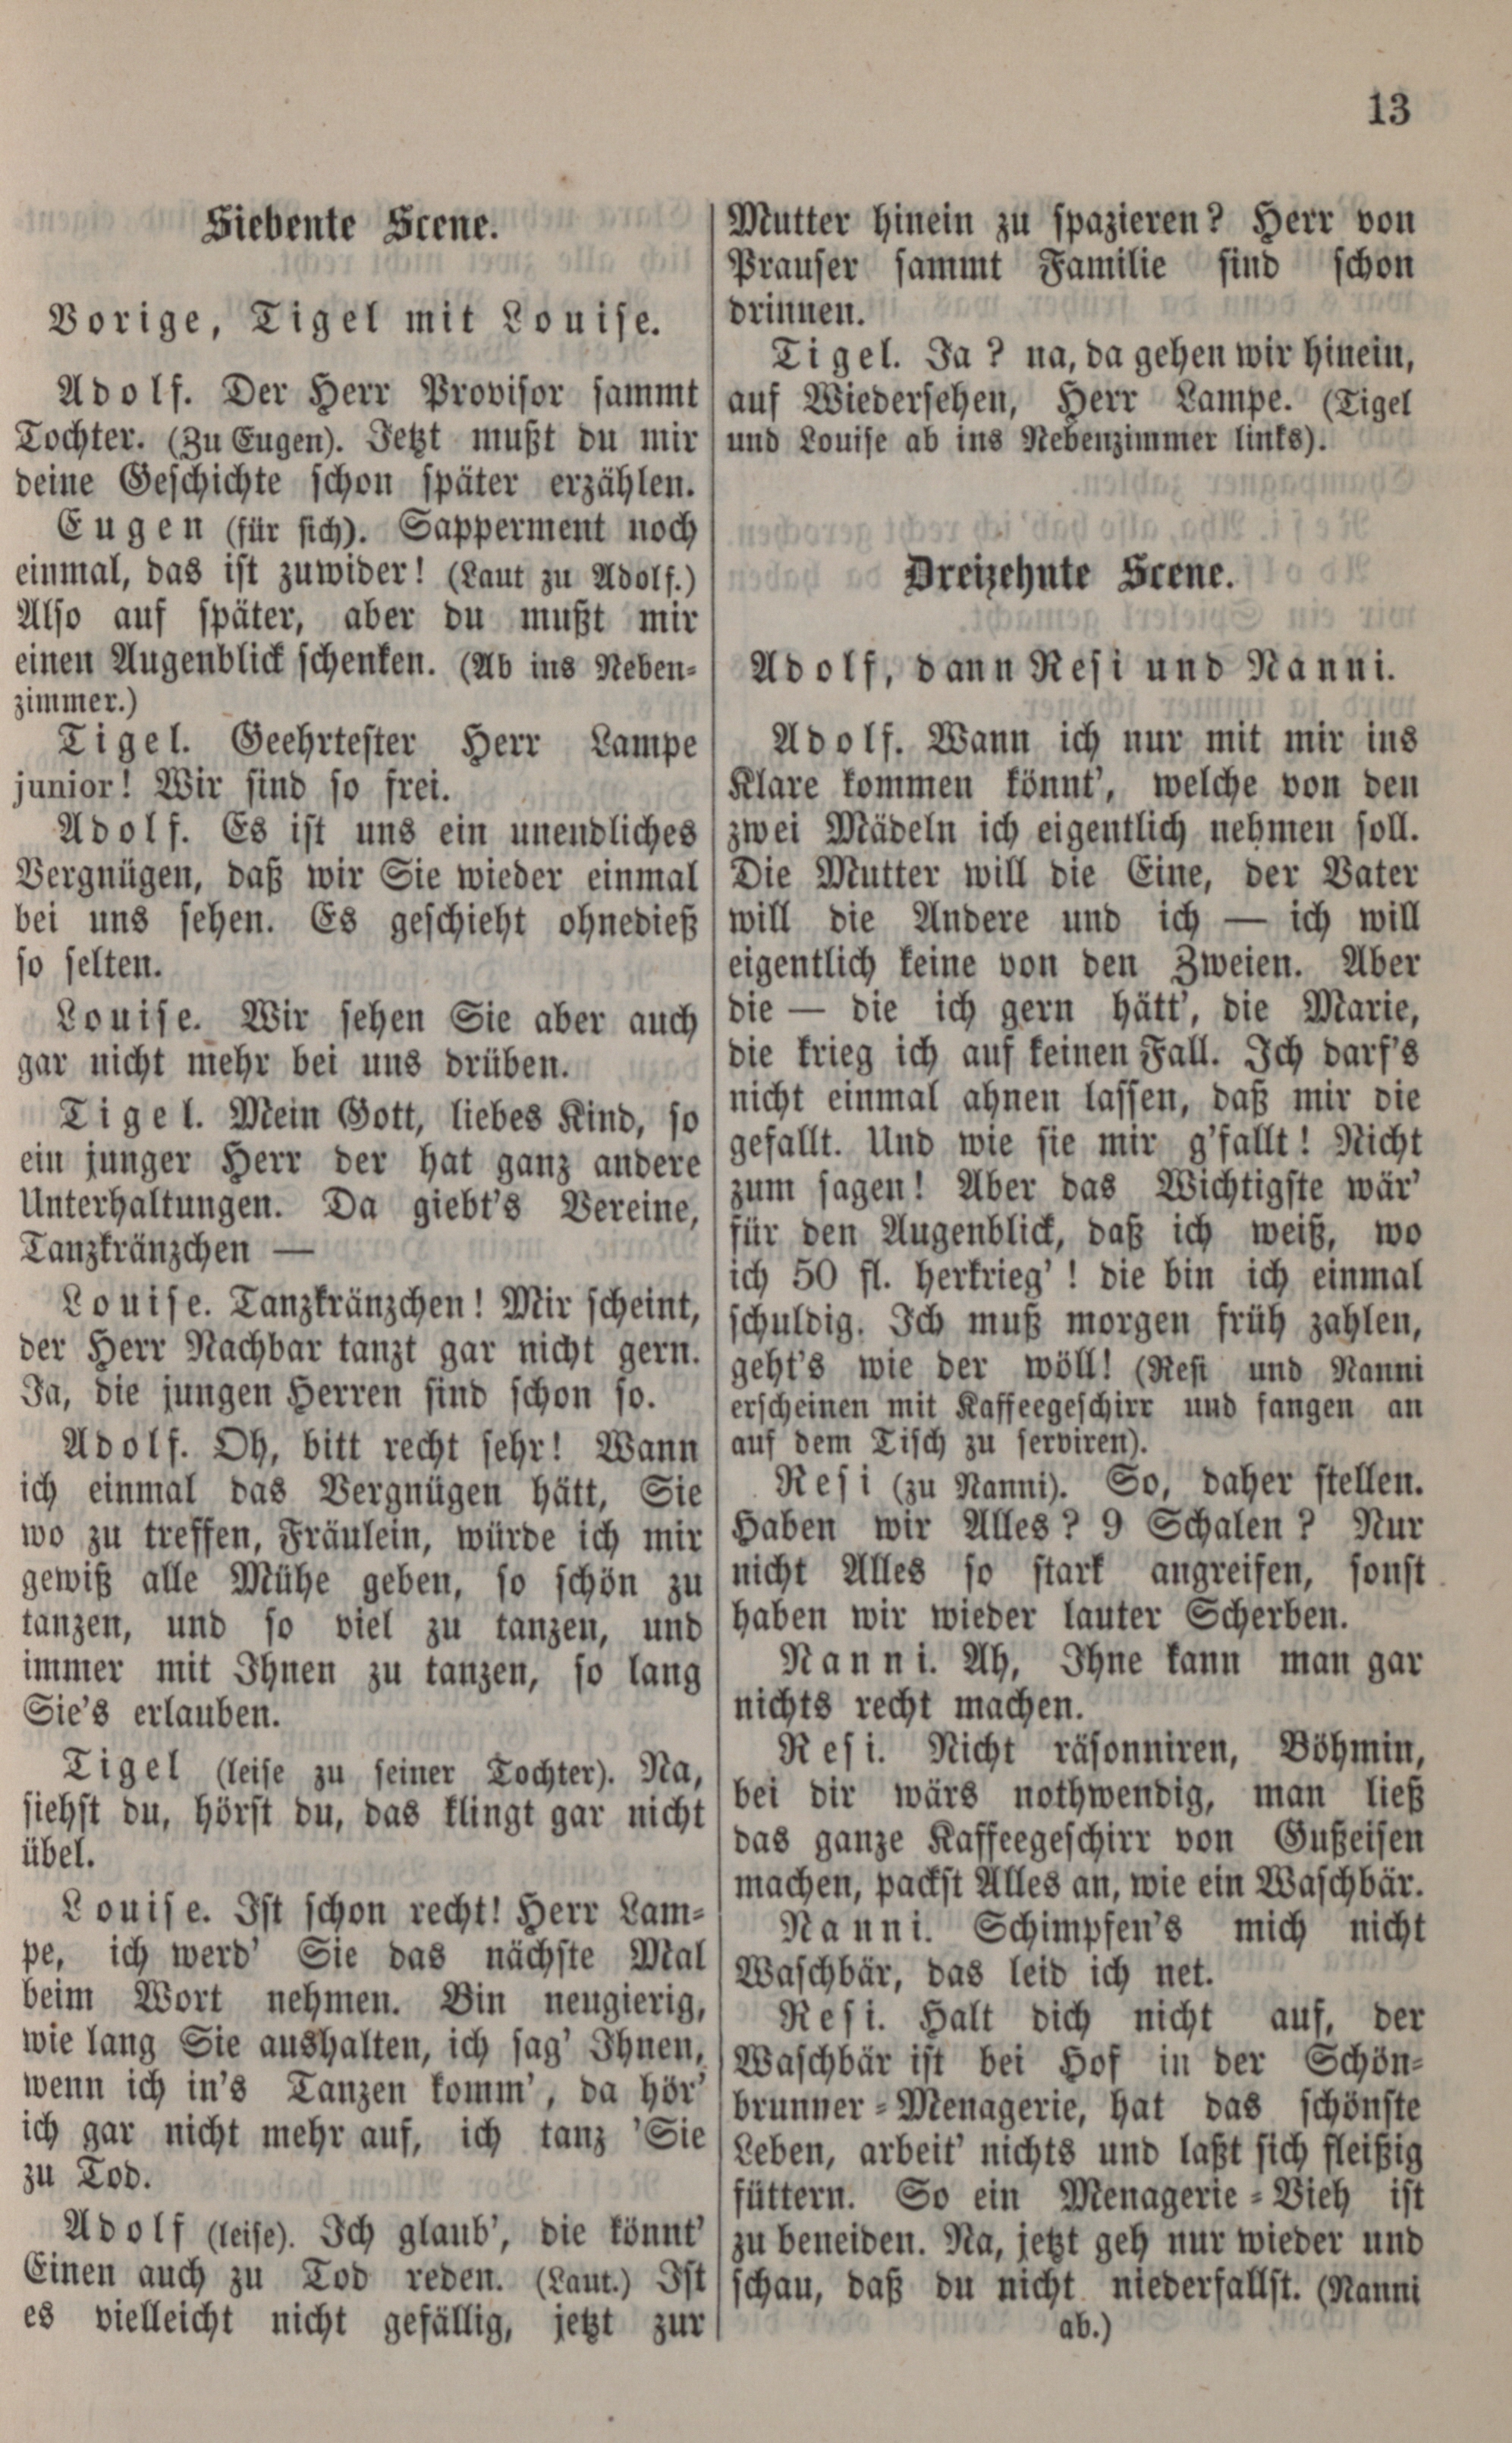 13
Siebente Scene.
Vorige, Tigel mit Louise.
Adolf. Der Herr Provisor sammt
Tochter. (Zu Eugen). Jetzt mußt du mir
deine Geschichte schon später erzählen.
Eugen (für sich). Sapperment noch
einmal, das ist zuwider! (Laut zu Adolf.)
Also auf später, aber du mußt mir
einen Augenblick schenken. (Ab ins Neben-
zimmer.)
Tigel. Geehrtester Herr Lampe
junior! Wir sind so frei.
Adolf. Es ist uns ein unendliches
Vergnügen, daß wir Sie wieder einmal
bei uns sehen. Es geschieht ohnedieß
so selten.
Louise. Wir sehen Sie aber auch
gar nicht mehr bei uns drüben.
Tigel. Mein Gott, liebes Kind, so
ein junger Herr der hat ganz andere
Unterhaltungen. Da giebt's Vereine,
Tanzkränzchen —
Louise. Tanzkränzchen! Mir scheint,
der Herr Nachbar tanzt gar nicht gern.
Ja, die jungen Herren sind schon so.
Adolf. Oh, bitt recht sehr! Wann
ich einmal das Vergnügen hätt, Sie
wo zu treffen, Fräulein, würde ich mir
gewiß alle Mühe geben, so schön zu
tanzen, und so viel zu tanzen, und
immer mit Ihnen zu tanzen, so lang
Sie's erlauben.
Tigel (leise zu seiner Tochter). Na,
siehst du, hörst du, das klingt gar nicht
übel.
Louise. Ist schon recht! Herr Lam-
pe, ich werd' Sie das nächste Mal
beim Wort nehmen. Bin neugierig,
wie lang Sie aushalten, ich sag' Ihnen,
wenn ich in's Tanzen komm', da hör'
ich gar nicht mehr auf, ich tanz 'Sie
zu Tod.
Adolf (leise). Ich glaub', die könnt'
Einen auch zu Tod reden. (Laut.) Ist
es vielleicht nicht gefällig, jetzt zur
Mutter hinein zu spazieren? Herr von
Prauser sammt Familie sind schon
drinnen.
Tigel. Ja? na, da gehen wir hinein,
auf Wiedersehen, Herr Lampe. (Tigel
und Louise ab ins Nebenzimmer links).
Dreizehnte Scene.
Adolf, dann Resi und Nanni.
Adolf. Wann ich nur mit mir ins
Klare kommen könnt', welche von den
zwei Mädeln ich eigentlich nehmen soll.
Die Mutter will die Eine, der Vater
will die Andere und ich — ich will
eigentlich keine von den Zweien. Aber
die — die ich gern hätt', die Marie,
die krieg ich auf keinen Fall. Ich darf's
nicht einmal ahnen lassen, daß mir die
gefallt. Und wie sie mir g'fallt! Nicht
zum sagen! Aber das Wichtigste wär'
für den Augenblick, daß ich weiß, wo
ich 50 fl. herkrieg'! die bin ich einmal
schuldig. Ich muß morgen früh zahlen,
geht's wie der wöll! (Resi und Nanni
erscheinen mit Kaffeegeschirr und fangen an
auf dem Tisch zu serviren).
Resi (zu Nanni). So, daher stellen.
Haben wir Alles? 9 Schalen? Nur
nicht Alles so stark angreifen, sonst
haben wir wieder lauter Scherben.
Nanni. Ah, Ihne kann man gar
nichts recht machen.
Resi. Nicht räsonniren, Böhmin,
bei dir wärs nothwendig, man ließ
das ganze Kaffeegeschirr von Gußeisen
machen, packst Alles an, wie ein Waschbär.
Nanni. Schimpfen's mich nicht
Waschbär, das leid ich net.
Resi. Halt dich nicht auf, der
Waschbär ist bei Hof in der Schön-
brunner-Menagerie, hat das schönste
Leben, arbeit' nichts und laßt sich fleißig
füttern. So ein Menagerie-Vieh ist
zu beneiden. Na, jetzt geh nur wieder und
schau, daß du nicht niederfallst. (Nanni
ab.)